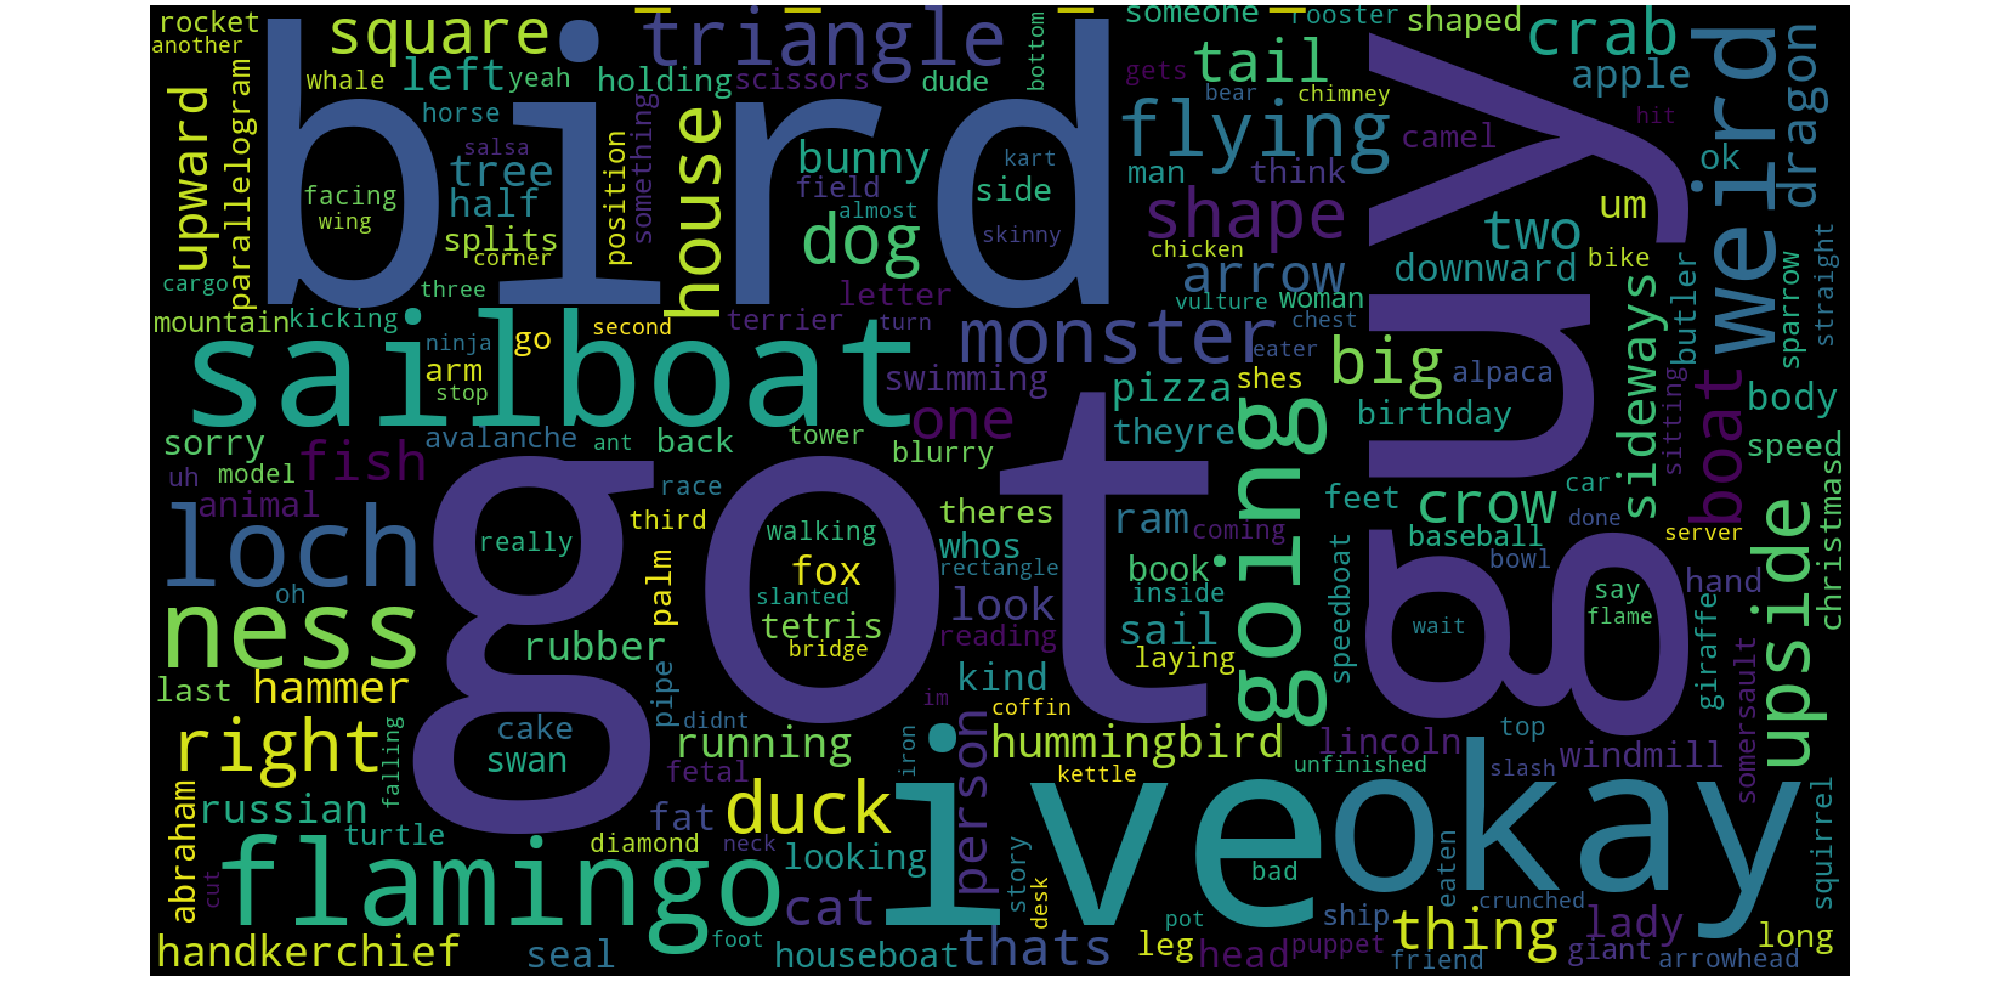 rocket
another
square
triangle
someone
rooster
shaped
crab
weird
whale
left
yeah
holding
scissors
dude
bottom
gets
tail
apple
dragon
upward
parallelogram
bird
horse
house
flying
bear
chimney
guy
camel
hit
salsa
tree
position
something
bunny
kart
man
think
ok
facing
wing
half
field
side
almost
shape
two
um
splits
corner
dog
skinny
chicken
arrow
downward
bike
cargo
three
letter
vulture
woman
sideways
butler
sparrow
straight
mountain
kicking
second
terrier
turn
monster
chest
sailboat
ninja
go
eater
big
arm
stop
swimming
pizza
shes
alpaca
sitting
boat
body
one
birthday
sorry
fish
avalanche
ant
back
tower
blurry
theyre
going
speed
uh
model
animal
got
race
feet
crow
car
upside
christmas
loch
third
theres
ram
coming
done
really
walking
whos
baseball
server
palm
fox
rectangle
book
bowl
hand
oh
slanted
look
inside
speedboat
say
flame
giraffe
ness
tetris
reading
sail
wait
rubber
bridge
laying
last
hammer
pipe
kind
im
somersault
right
cake
didnt
coffin
top
swan
running
person
hummingbird
lincoln
windmill
falling
fetal
iron
kettle
unfinished
slash
abraham
russian
fat
duck
ive
okay
squirrel
turtle
diamond
neck
looking
story
flamingo
bad
eaten
cut
cat
desk
crunched
foot
pot
ship
thing
lady
long
handkerchief
seal
houseboat
thats
leg
head
puppet
friend
giant
arrowhead